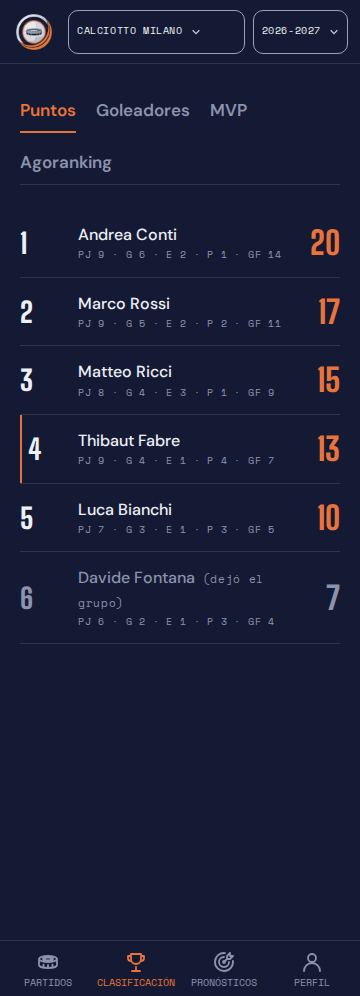 CALCIOTTO MILANO
2026-2027
Puntos Goleadores MVP
Agoranking
1 Andrea Conti 20
PJ 9 · G 6 · E 2 · P 1 · GF 14
2 Marco Rossi 17
PJ 9 · G 5 · E 2 · P 2 · GF 11
3 Matteo Ricci 15
PJ 8 · G 4 · E 3 · P 1 · GF 9
4 Thibaut Fabre 13
PJ 9 · G 4 · E 1 · P 4 · GF 7
5 Luca Bianchi 10
PJ 7 · G 3 · E 1 · P 3 · GF 5
6 Davide Fontana (dejó el 7
grupo)
PJ 6 · G 2 · E 1 · P 3 · GF 4
PARTIDOS CLASIFICACIÓN PRONÓSTICOS PERFIL